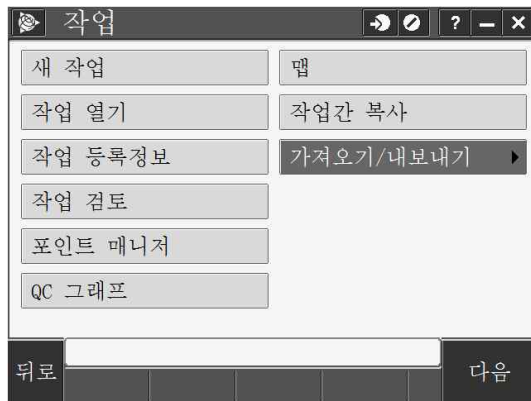 작업
? — ×
새 작업
맵
작업 열기
작업간 복사
작업 등록정보
가져오기/내보내기
작업 검토
포인트 매니저
QC 그래프
뒤로
다음